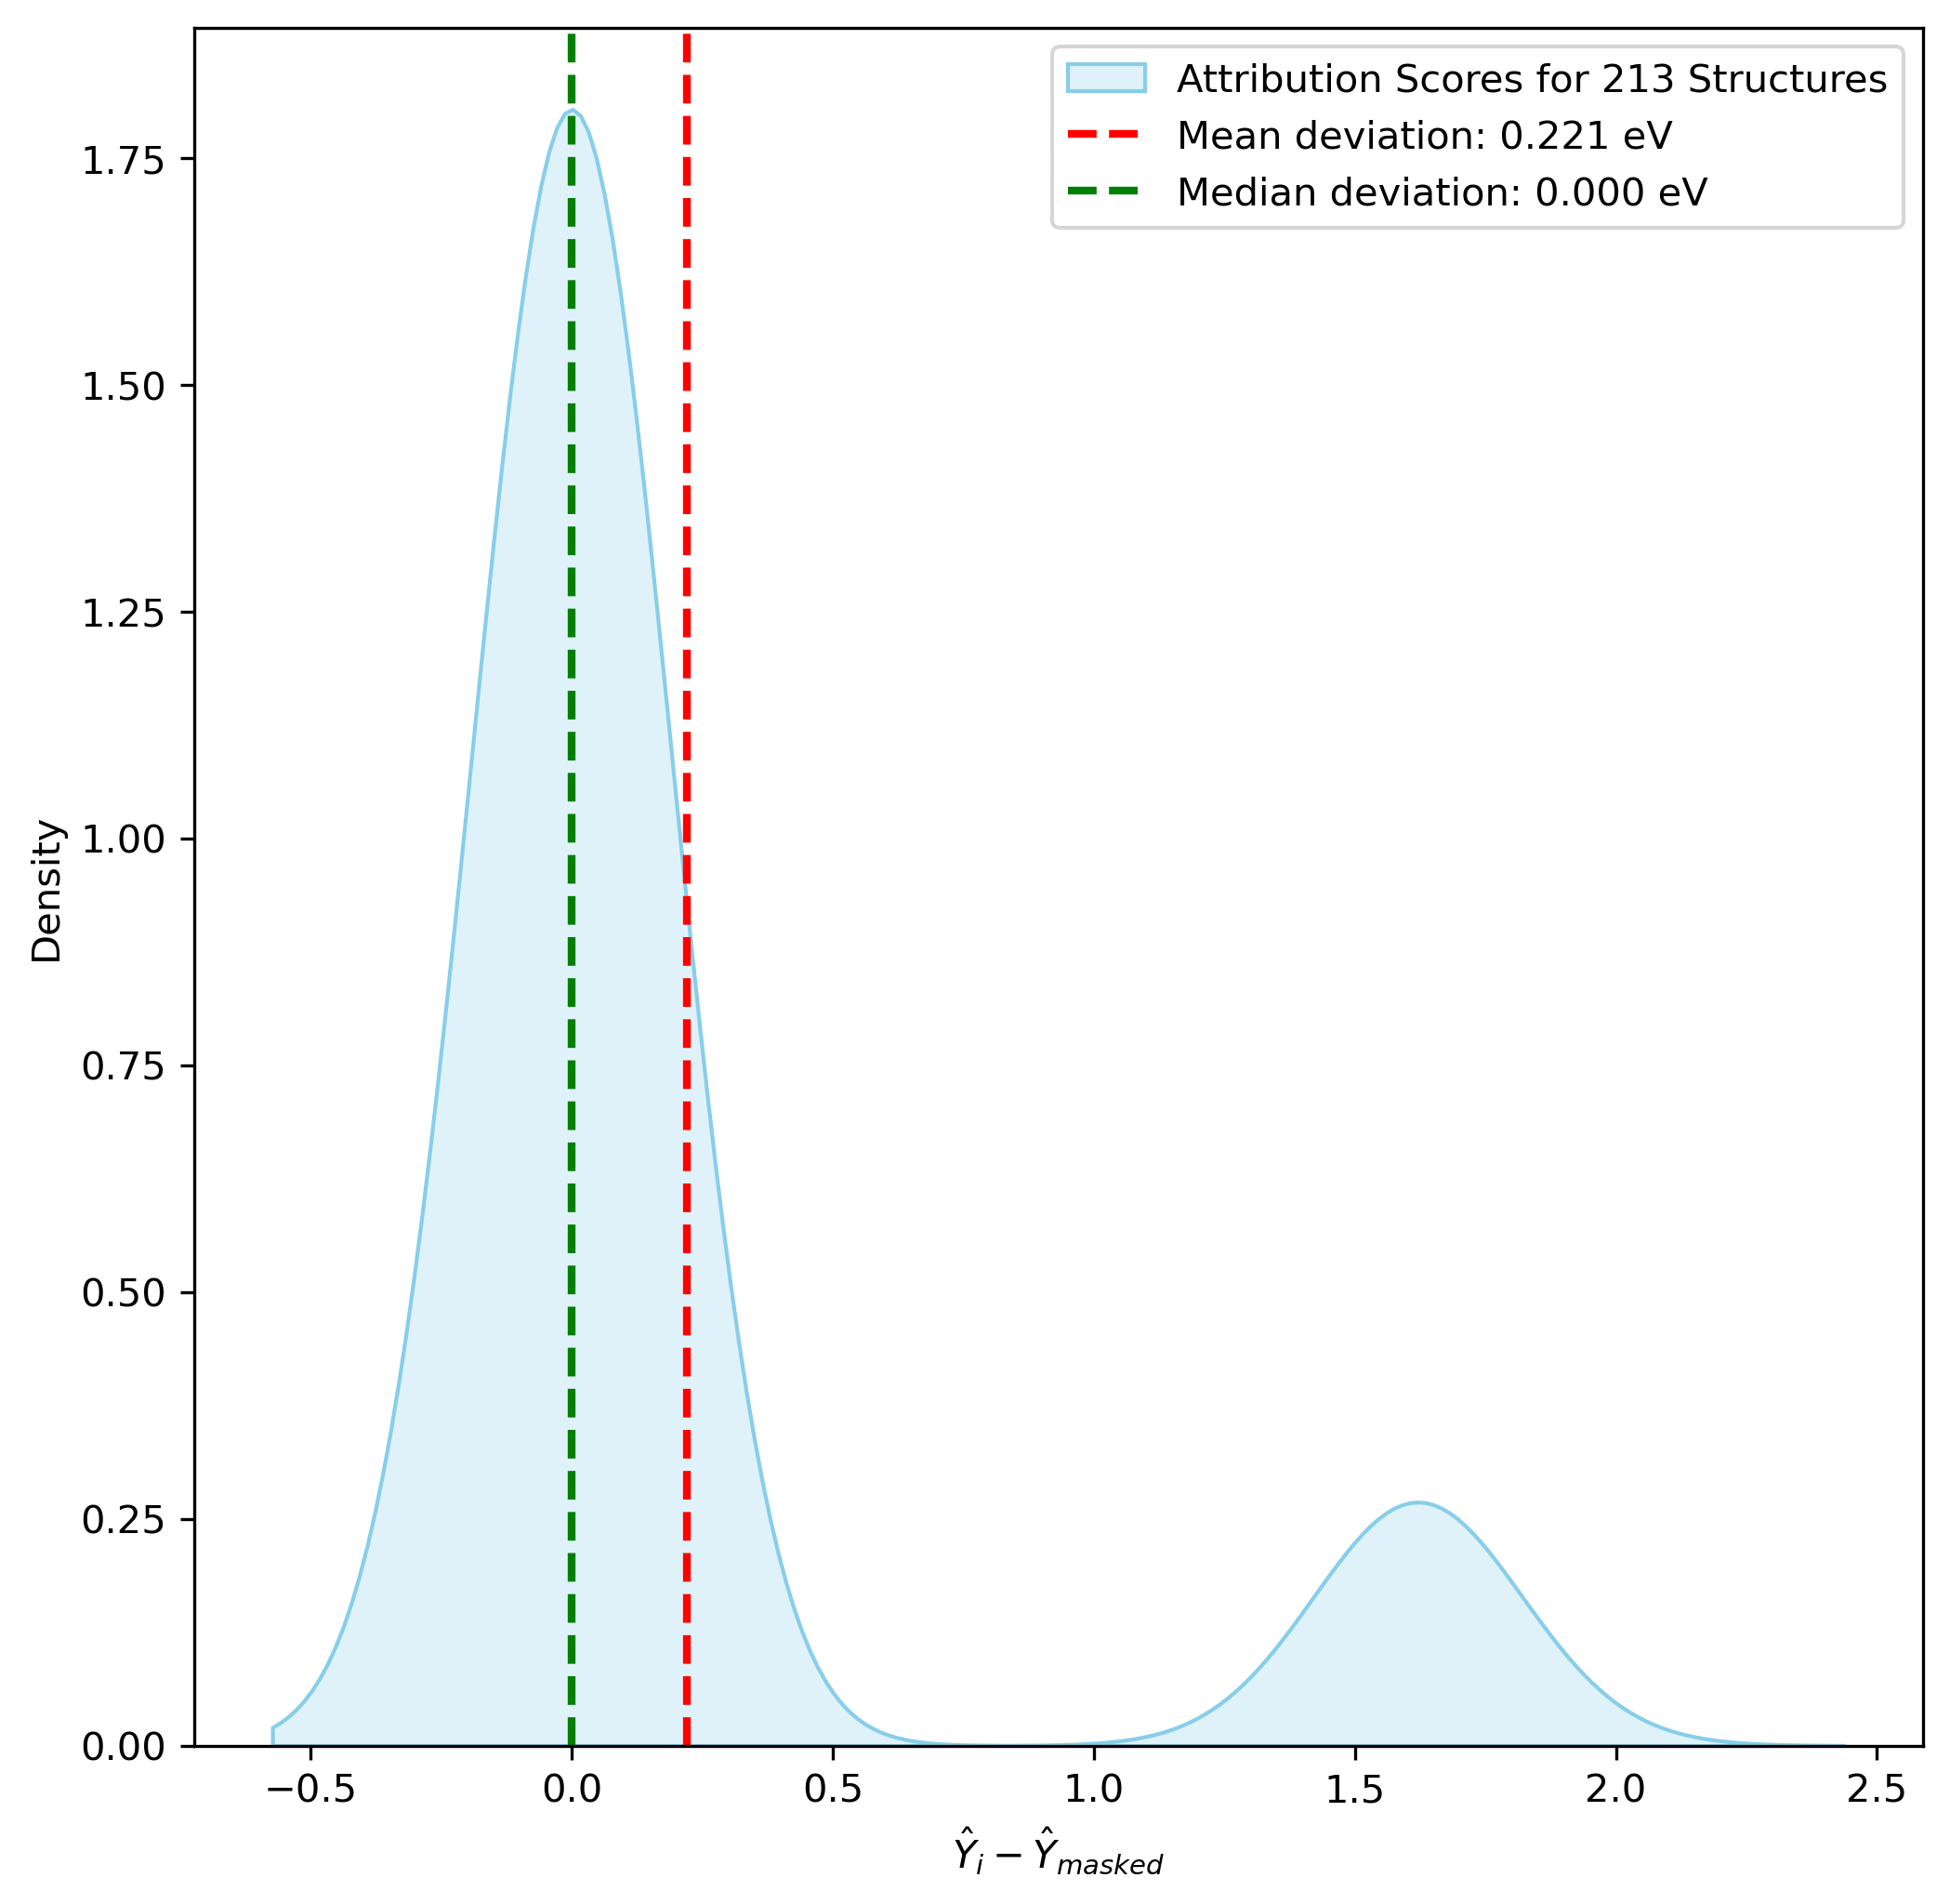 Attribution Scores for 213 Structures
Mean deviation: 0.221 eV
Median deviation: 0.000 eV
Density
1.75
1.50
1.25
1.00
0.75
0.50
0.25
0.00
−0.5 0.0 0.5 1.0 1.5 2.0 2.5
Ŷ_i − Ŷ_masked